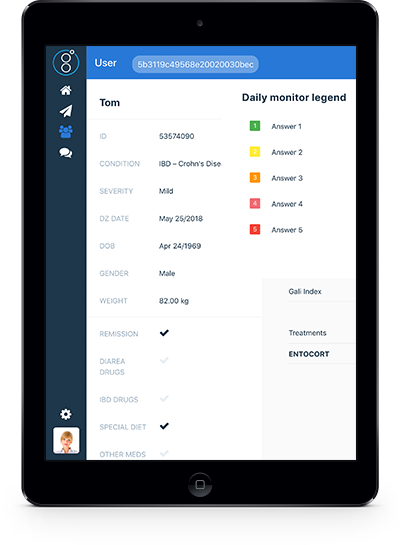 User 5b3119c49568e20020030bec
Tom
ID 53574090
CONDITION IBD – Crohn's Dise
SEVERITY Mild
DZ DATE May 25/2018
DOB Apr 24/1969
GENDER Male
WEIGHT 82.00 kg
REMISSION
DIAREA
DRUGS
IBD DRUGS
SPECIAL DIET
OTHER MEDS
Daily monitor legend
1 Answer 1
2 Answer 2
3 Answer 3
4 Answer 4
5 Answer 5
Gali Index
Treatments
ENTOCORT